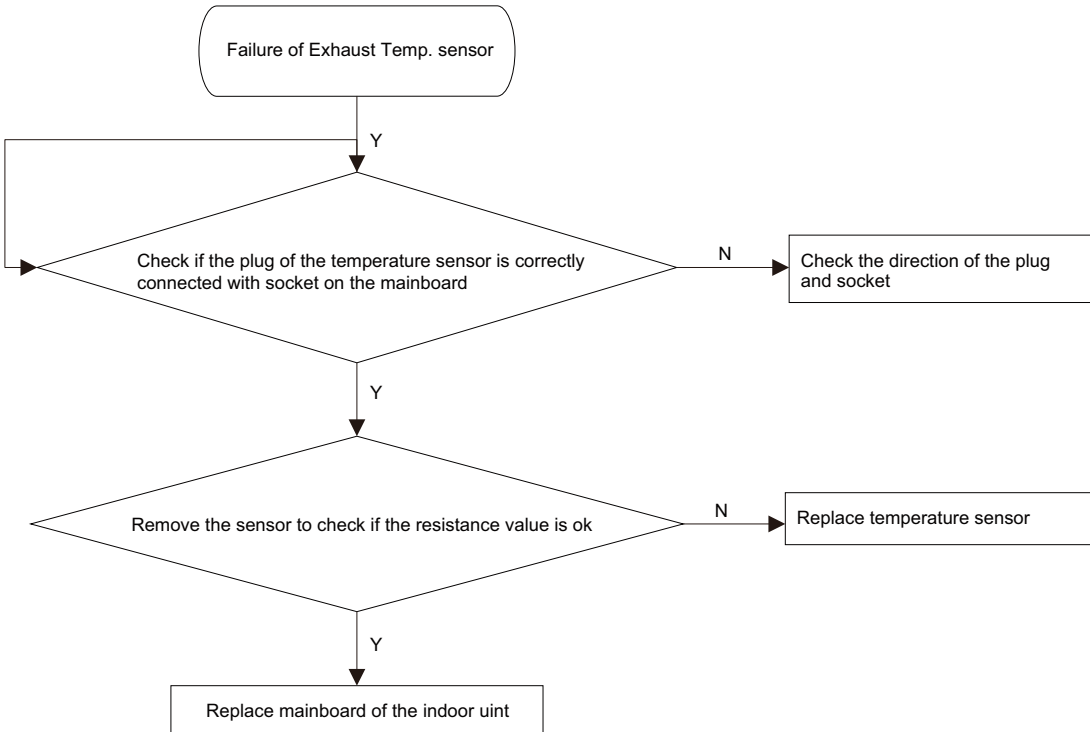 Failure of Exhaust Temp. sensor
Y
Check if the plug of the temperature sensor is correctly
connected with socket on the mainboard
N
Check the direction of the plug
and socket
Y
Remove the sensor to check if the resistance value is ok
N
Replace temperature sensor
Y
Replace mainboard of the indoor uint